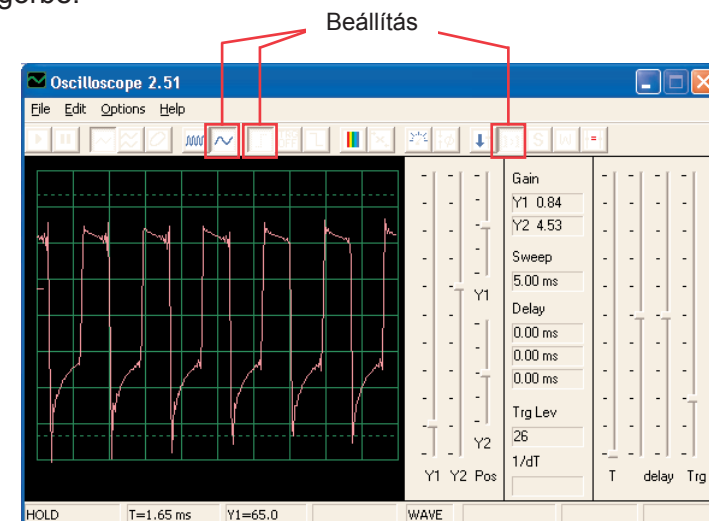 görbe.
Beállítás
Oscilloscope 2.51
File Edit Options Help
Gain
Y1 0.84
Y2 4.53
Sweep
5.00 ms
Y1
Delay
0.00 ms
0.00 ms
0.00 ms
Trg Lev
26
Y2
1/dT
Y1 Y2 Pos
T delay Trg
HOLD T=1.65 ms Y1=65.0 WAVE